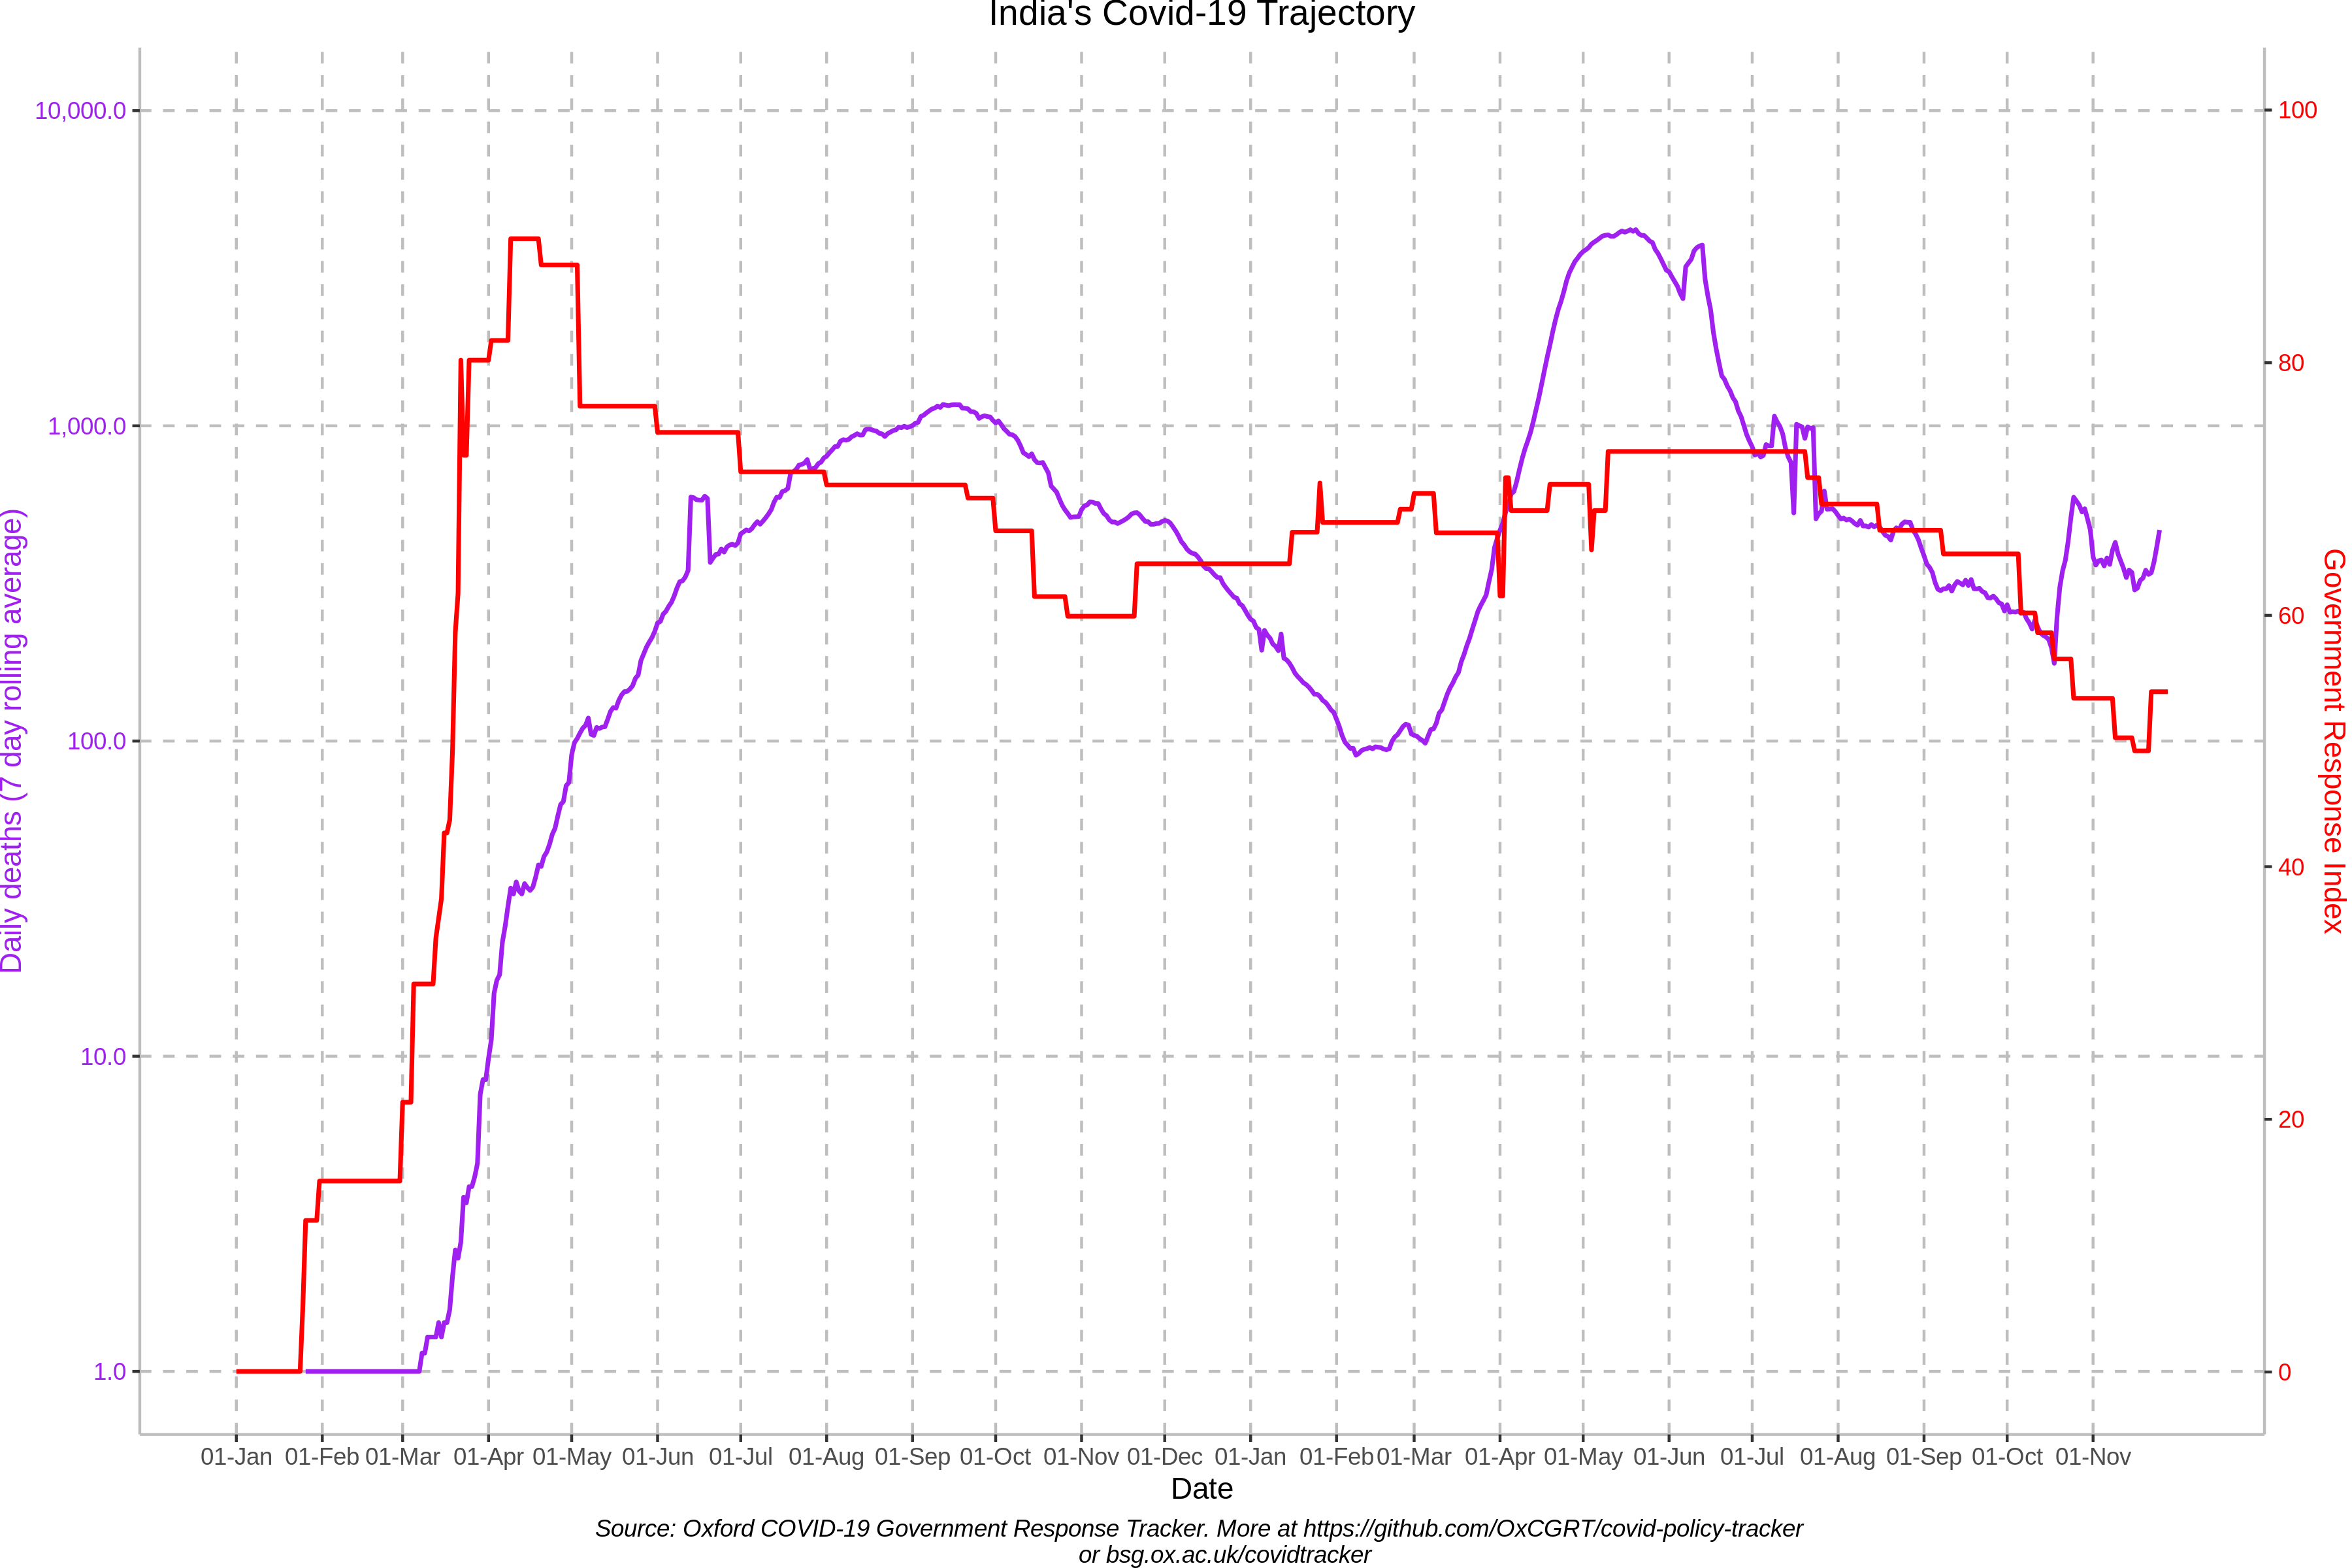 India's Covid-19 Trajectory
10,000.0
1,000.0
100.0
10.0
1.0
Daily deaths (7 day rolling average)
100
80
60
40
20
0
Government Response Index
01-Jan 01-Feb 01-Mar 01-Apr 01-May 01-Jun 01-Jul 01-Aug 01-Sep 01-Oct 01-Nov 01-Dec 01-Jan 01-Feb 01-Mar 01-Apr 01-May 01-Jun 01-Jul 01-Aug 01-Sep 01-Oct 01-Nov
Date
Source: Oxford COVID-19 Government Response Tracker. More at https://github.com/OxCGRT/covid-policy-tracker
or bsg.ox.ac.uk/covidtracker